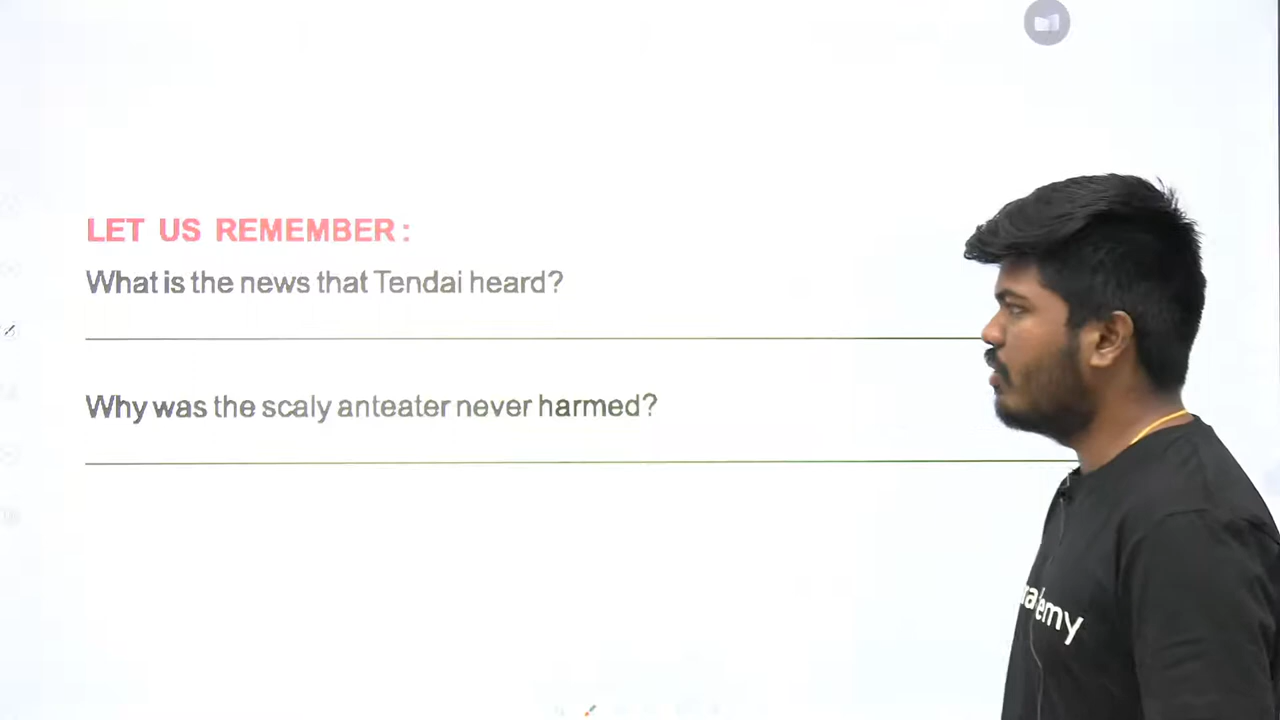 LET US REMEMBER :
What is the news that Tendai heard?
Why was the scaly anteater never harmed?